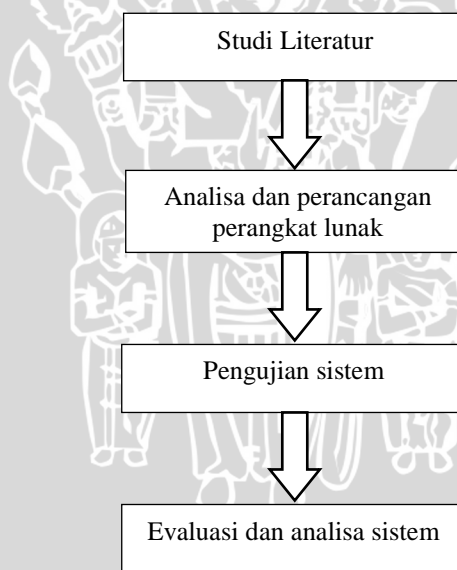 Studi Literatur
Analisa dan perancangan
perangkat lunak
Pengujian sistem
Evaluasi dan analisa sistem